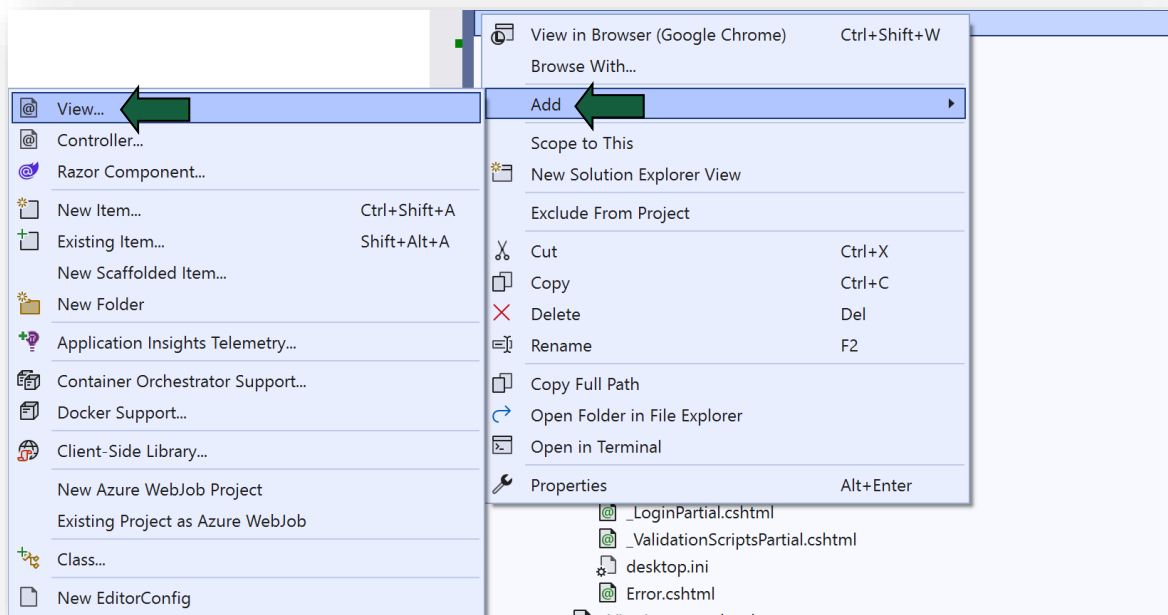 View in Browser (Google Chrome) Ctrl+Shift+W
Browse With...
Add
Scope to This
New Solution Explorer View
Exclude From Project
Cut Ctrl+X
Copy Ctrl+C
Delete Del
Rename F2
Copy Full Path
Open Folder in File Explorer
Open in Terminal
Properties Alt+Enter
View...
Controller...
Razor Component...
New Item... Ctrl+Shift+A
Existing Item... Shift+Alt+A
New Scaffolded Item...
New Folder
Application Insights Telemetry...
Container Orchestrator Support...
Docker Support...
Client-Side Library...
New Azure WebJob Project
Existing Project as Azure WebJob
Class...
New EditorConfig
_LoginPartial.cshtml
_ValidationScriptsPartial.cshtml
desktop.ini
Error.cshtml